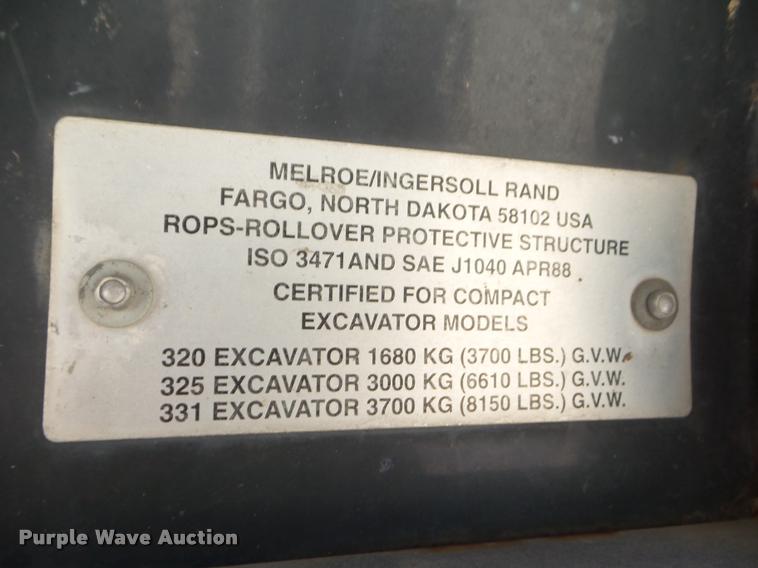 MELROE/INGERSOLL RAND
FARGO, NORTH DAKOTA 58102 USA
ROPS-ROLLOVER PROTECTIVE STRUCTURE
ISO 3471AND SAE J1040 APR88
CERTIFIED FOR COMPACT
EXCAVATOR MODELS
320 EXCAVATOR 1680 KG (3700 LBS.) G.V.W.
325 EXCAVATOR 3000 KG (6610 LBS.) G.V.W.
331 EXCAVATOR 3700 KG (8150 LBS.) G.V.W.
Purple Wave Auction